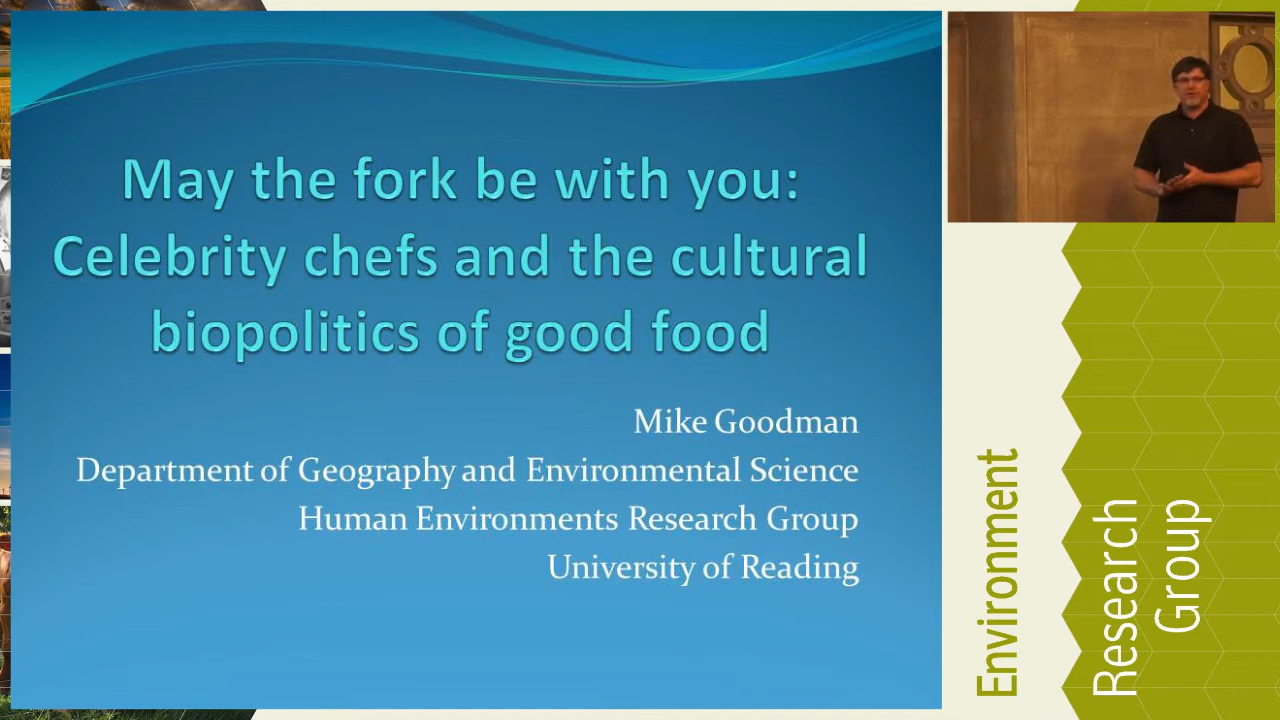 May the fork be with you:
Celebrity chefs and the cultural
biopolitics of good food
Mike Goodman
Department of Geography and Environmental Science
Human Environments Research Group
University of Reading
Environment
Research
Group